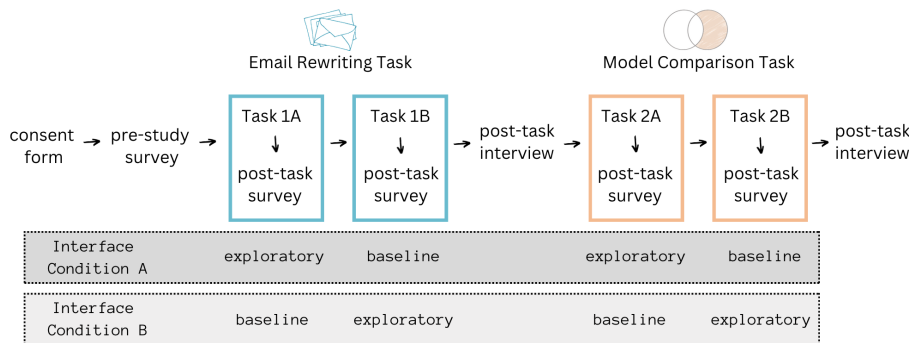 Email Rewriting Task
Model Comparison Task
consent
form
pre-study
survey
Task 1A
post-task
survey
Task 1B
post-task
survey
post-task
interview
Task 2A
post-task
survey
Task 2B
post-task
survey
post-task
interview
Interface
Condition A
exploratory
baseline
exploratory
baseline
Interface
Condition B
baseline
exploratory
baseline
exploratory